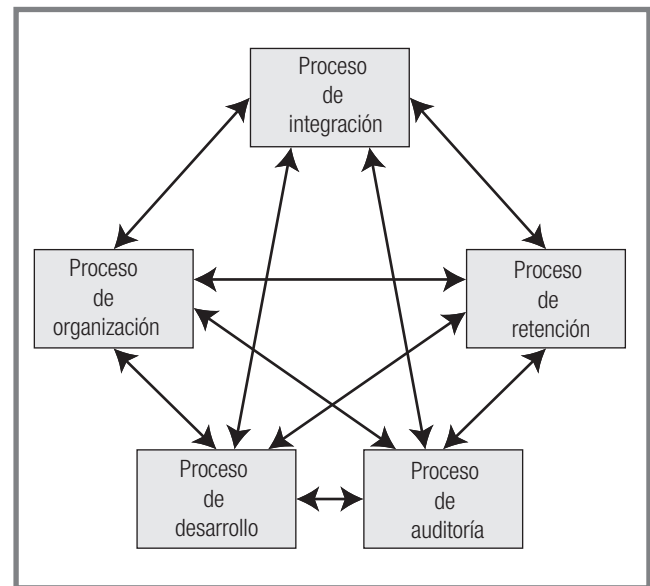 Proceso
de
integración
Proceso
de
organización
Proceso
de
retención
Proceso
de
desarrollo
Proceso
de
auditoría